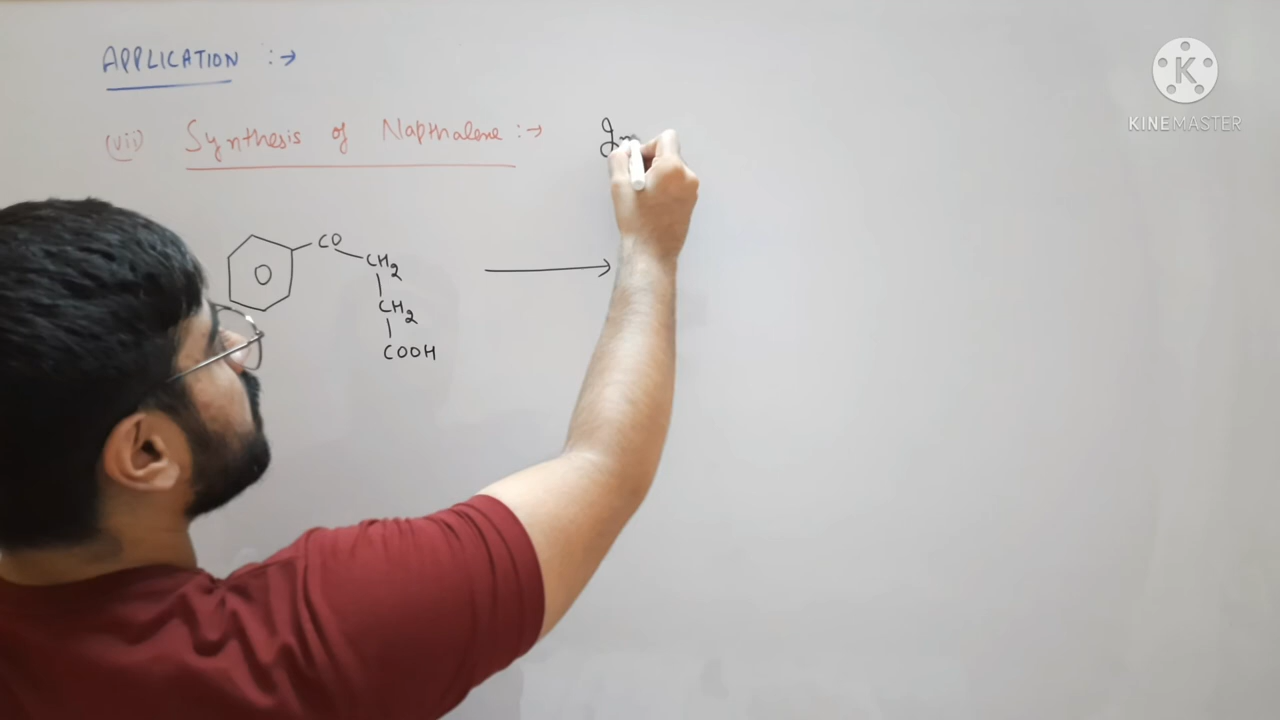 APPLICATION :→
(vii) Synthesis of Napthalene :→
CO
CH2
CH2
COOH
K
KINEMASTER